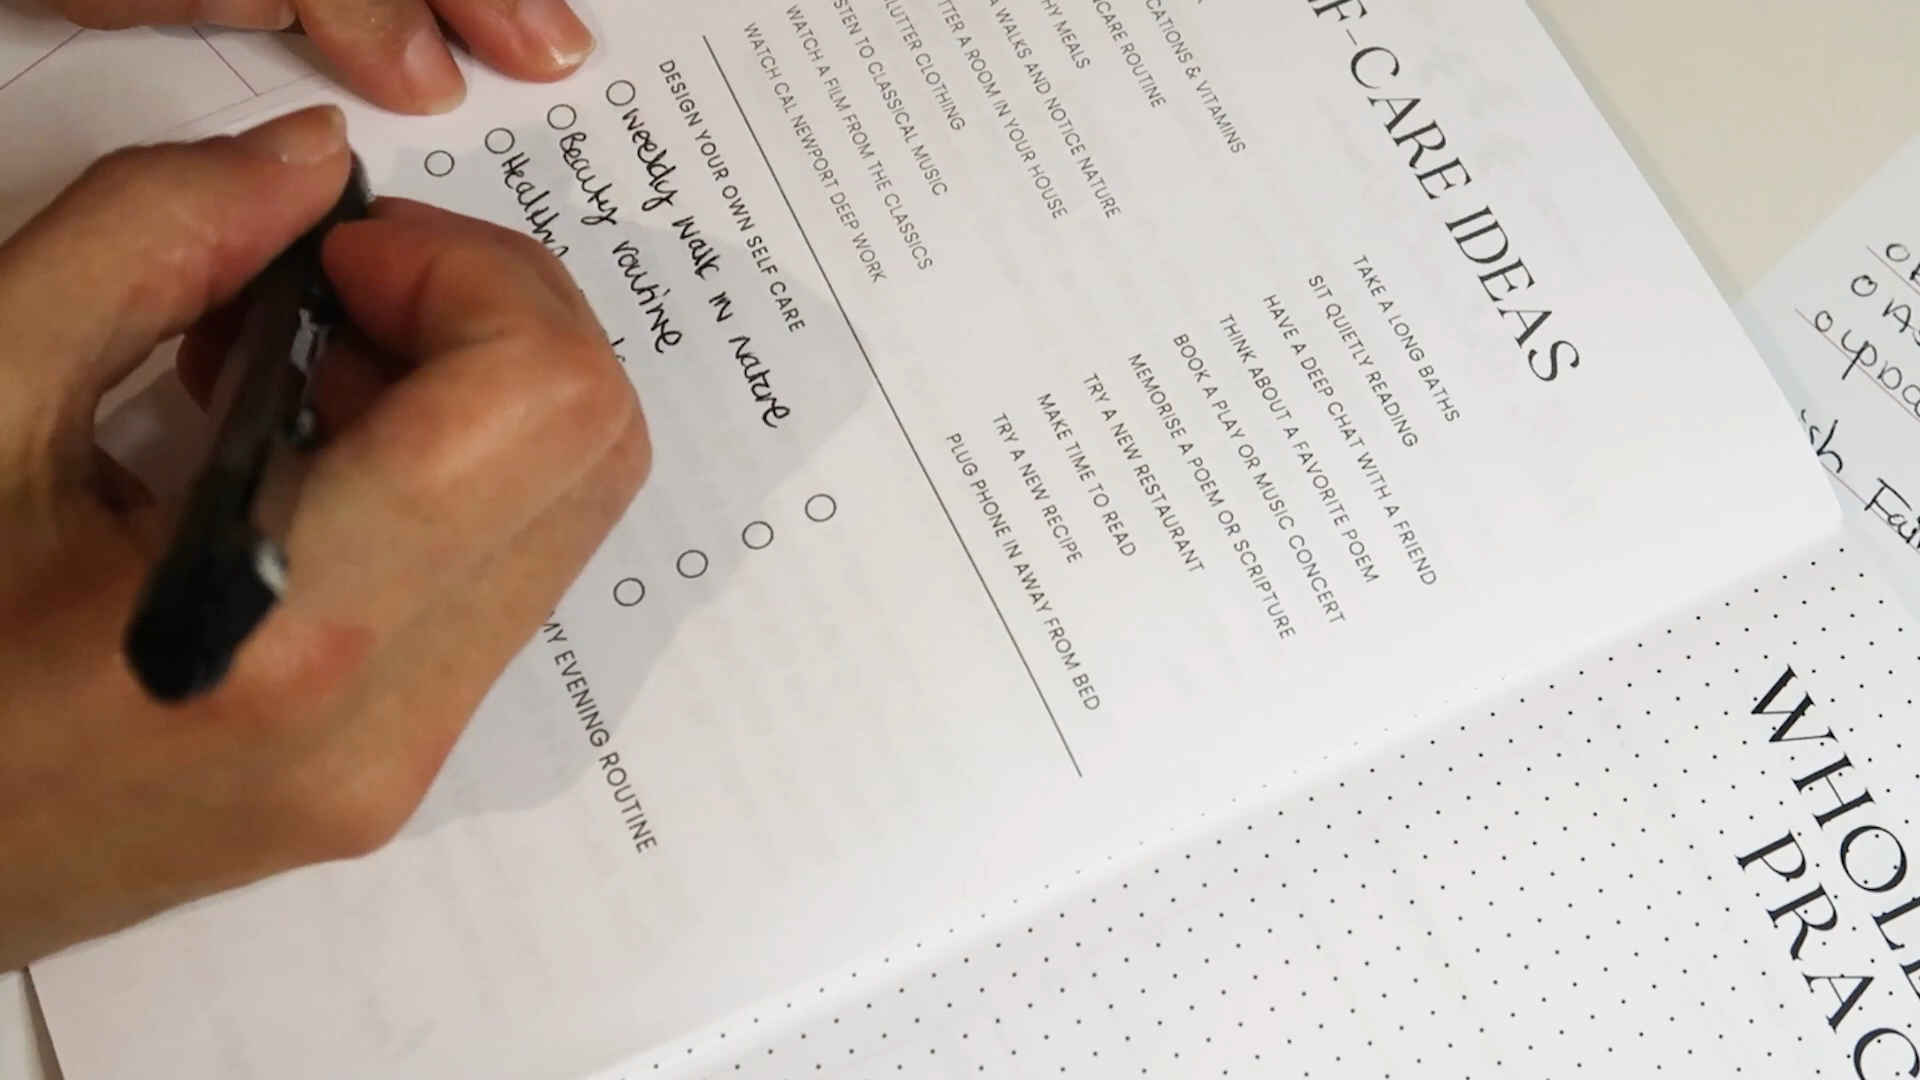 F-CARE IDEAS
CATIONS & VITAMINS
CARE ROUTINE
HY MEALS
A WALKS AND NOTICE NATURE
TTER A ROOM IN YOUR HOUSE
LUTTER CLOTHING
STEN TO CLASSICAL MUSIC
WATCH A FILM FROM THE CLASSICS
WATCH CAL NEWPORT DEEP WORK
TAKE A LONG BATHS
SIT QUIETLY READING
HAVE A DEEP CHAT WITH A FRIEND
THINK ABOUT A FAVORITE POEM
BOOK A PLAY OR MUSIC CONCERT
MEMORISE A POEM OR SCRIPTURE
TRY A NEW RESTAURANT
MAKE TIME TO READ
TRY A NEW RECIPE
PLUG PHONE IN AWAY FROM BED
DESIGN YOUR OWN SELF CARE
weekly walk in nature
Beauty routine
Healthy
MY EVENING ROUTINE
WHOL
PRAC